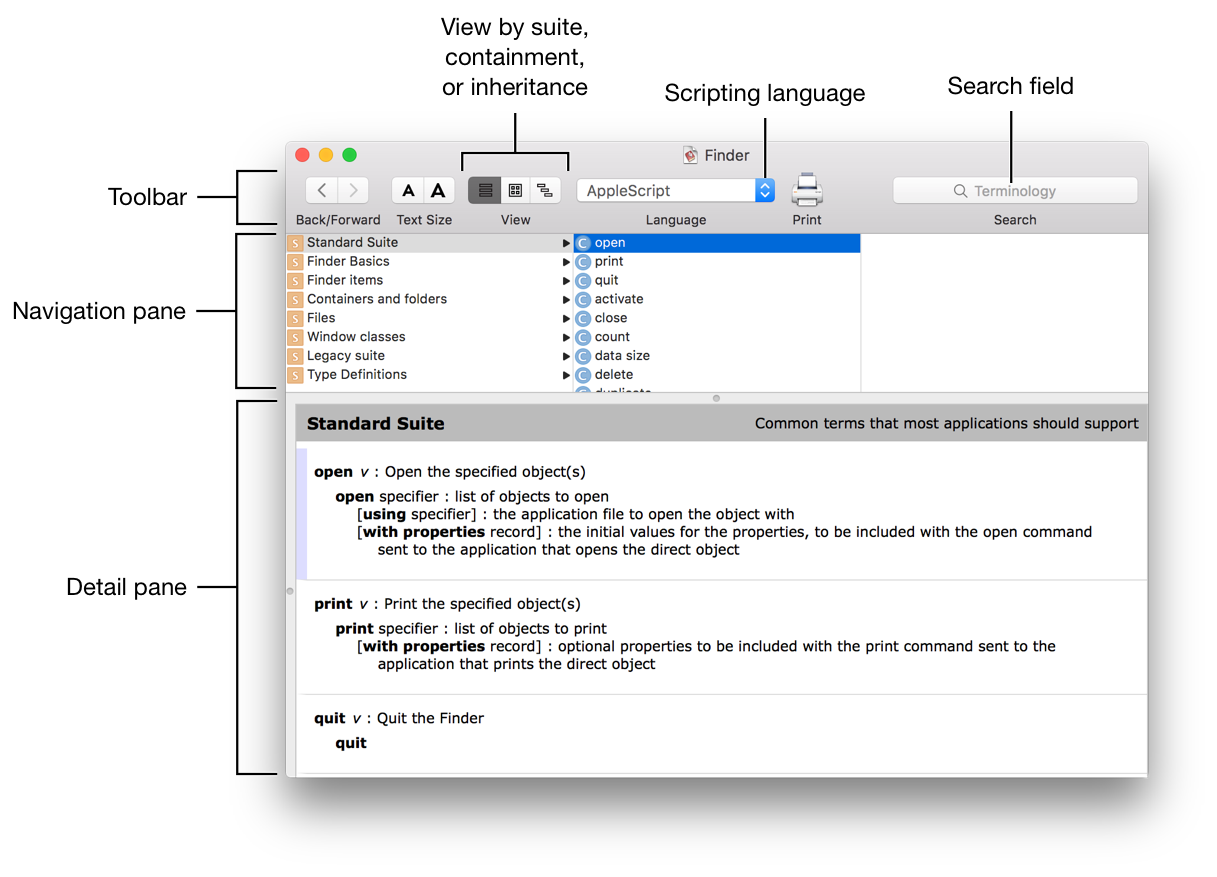 View by suite,
containment,
or inheritance
Scripting language
Search field
Toolbar
Navigation pane
Detail pane
Finder
A A
AppleScript
Terminology
Back/Forward
Text Size
View
Language
Print
Search
S Standard Suite
S Finder Basics
S Finder items
S Containers and folders
S Files
S Window classes
S Legacy suite
S Type Definitions
C open
C print
C quit
C activate
C close
C count
C data size
C delete
Standard Suite
Common terms that most applications should support
open v : Open the specified object(s)
open specifier : list of objects to open
[using specifier] : the application file to open the object with
[with properties record] : the initial values for the properties, to be included with the open command
sent to the application that opens the direct object
print v : Print the specified object(s)
print specifier : list of objects to print
[with properties record] : optional properties to be included with the print command sent to the
application that prints the direct object
quit v : Quit the Finder
quit